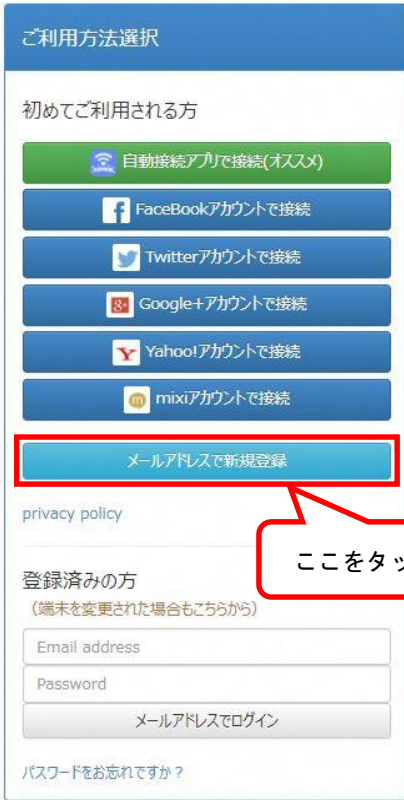 ご利用方法選択
初めてご利用される方
自動接続アプリで接続(オススメ)
FaceBookアカウントで接続
Twitterアカウントで接続
Google+アカウントで接続
Yahoo!アカウントで接続
mixiアカウントで接続
メールアドレスで新規登録
privacy policy
ここをタッ
登録済みの方
（端末を変更された場合もこちらから）
Email address
Password
メールアドレスでログイン
パスワードをお忘れですか？